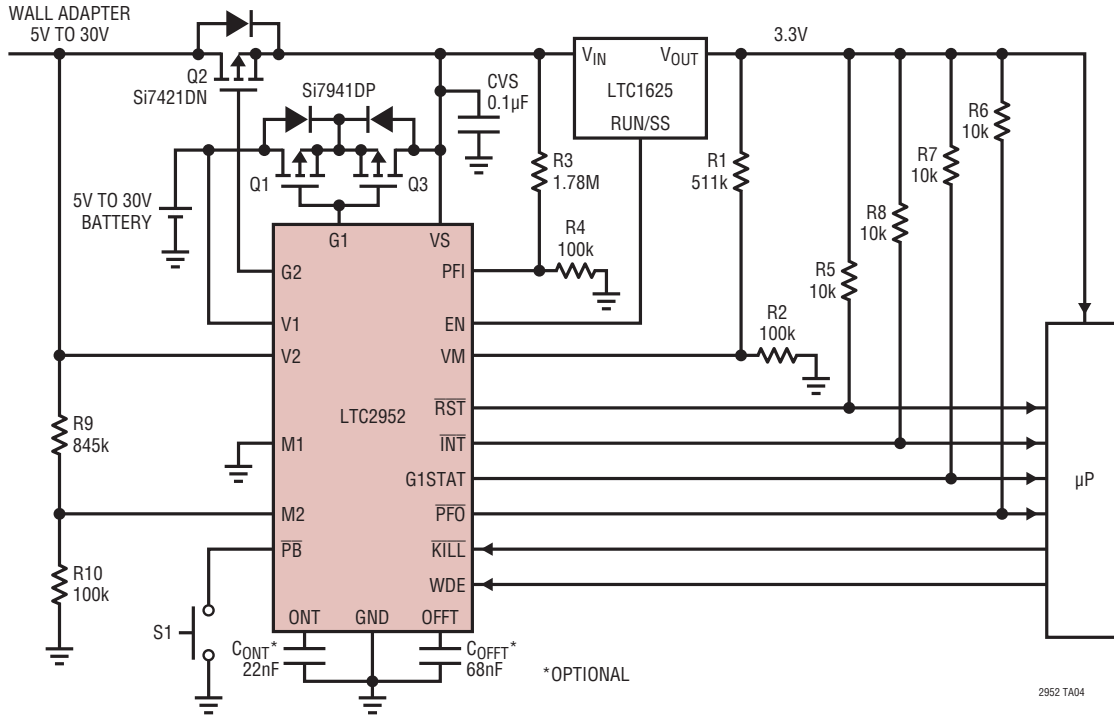 WALL ADAPTER
5V TO 30V
Q2
Si7421DN
Si7941DP
CVS
0.1µF
VIN
VOUT
LTC1625
RUN/SS
3.3V
Q1
Q3
R3
1.78M
R1
511k
R6
10k
R7
10k
R8
10k
R5
10k
5V TO 30V
BATTERY
R4
100k
R2
100k
G1
VS
G2
PFI
V1
EN
V2
VM
RST
LTC2952
INT
M1
G1STAT
M2
PFO
PB
KILL
WDE
ONT
GND
OFFT
µP
R9
845k
R10
100k
S1
CONT*
22nF
COFFT*
68nF
*OPTIONAL
2952 TA04